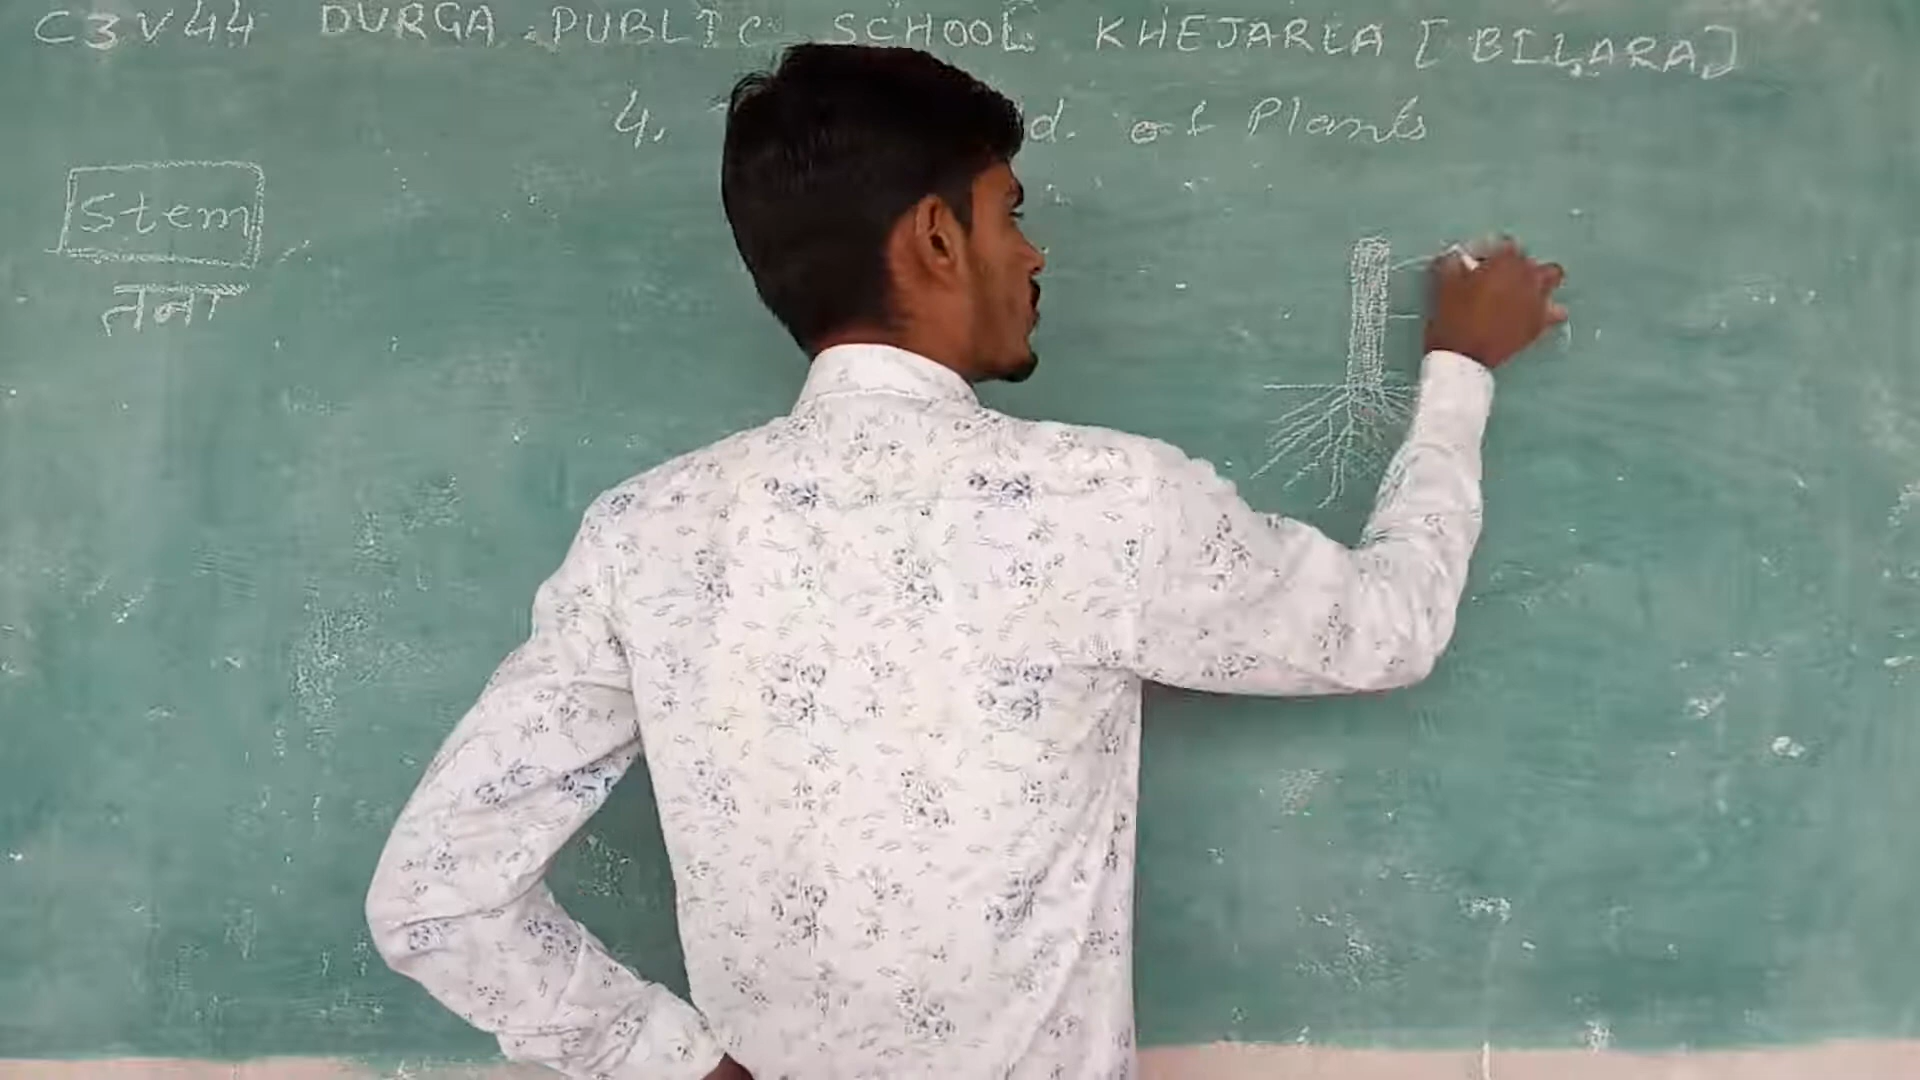 C3V44 DURGA PUBLIC SCHOOL KHEJARLA [BILARA]
4. d. of Plants
Stem
तना